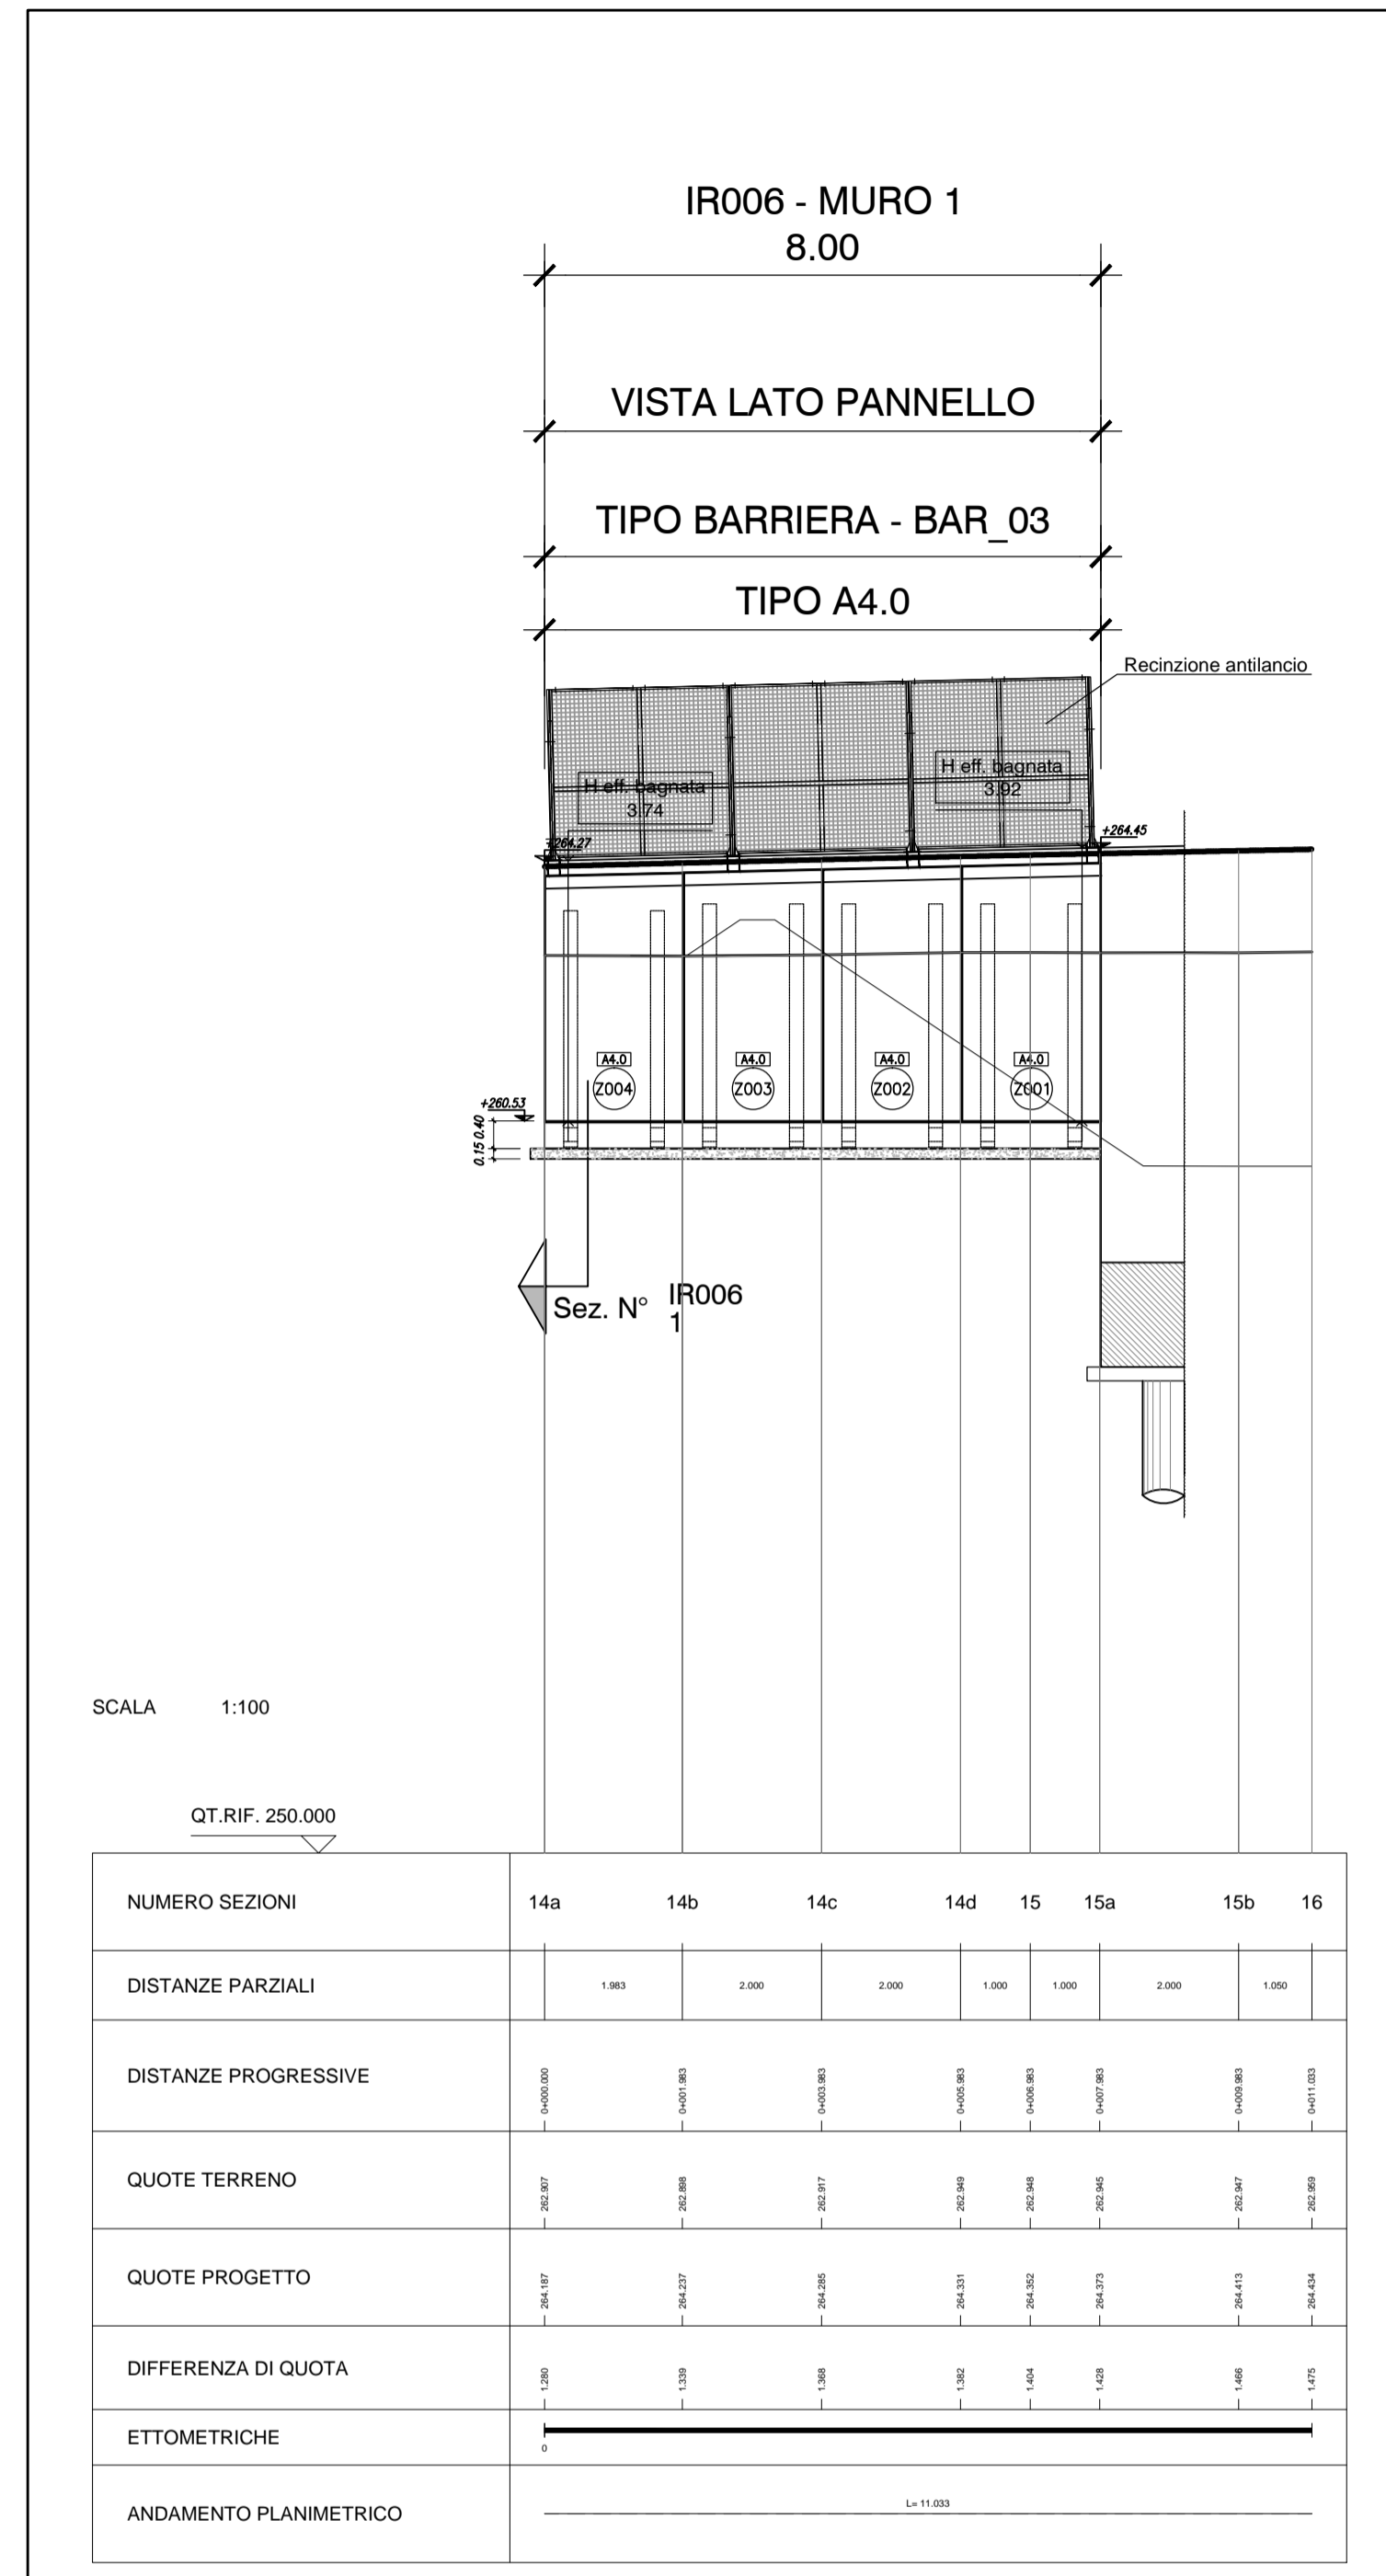 IR006 - MURO 1
8.00
VISTA LATO PANNELLO
TIPO BARRIERA - BAR_03
TIPO A4.0
Recinzione antilancio
H eff. bagnata
3.92
H eff. bagnata
3.74
+264.45
+264.27
A4.0 A4.0 A4.0 A4.0
Z004 Z003 Z002 Z001
+260.53
0.15 0.40
Sez. N° IR006
1
SCALA 1:100
QT.RIF. 250.000
NUMERO SEZIONI 14a 14b 14c 14d 15 15a 15b 16
DISTANZE PARZIALI 1.983 2.000 2.000 1.000 1.000 2.000 1.050
DISTANZE PROGRESSIVE 0+000.000 0+001.983 0+003.983 0+005.983 0+006.983 0+007.983 0+009.983 0+011.033
QUOTE TERRENO 262.907 262.898 262.917 262.949 262.948 262.945 262.947 262.959
QUOTE PROGETTO 264.187 264.237 264.285 264.331 264.352 264.373 264.413 264.434
DIFFERENZA DI QUOTA 1.280 1.339 1.368 1.382 1.404 1.428 1.466 1.475
ETTOMETRICHE
0
ANDAMENTO PLANIMETRICO L= 11.033